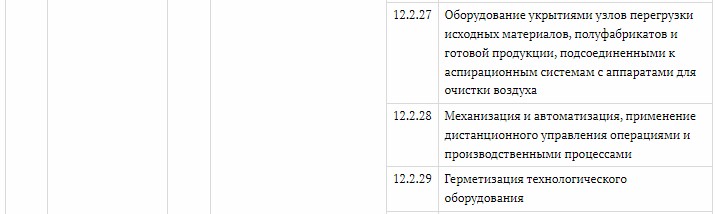 12.2.27 Оборудование укрытиями узлов перегрузки
исходных материалов, полуфабрикатов и
готовой продукции, подсоединенными к
аспирационным системам с аппаратами для
очистки воздуха
12.2.28 Механизация и автоматизация, применение
дистанционного управления операциями и
производственными процессами
12.2.29 Герметизация технологического
оборудования